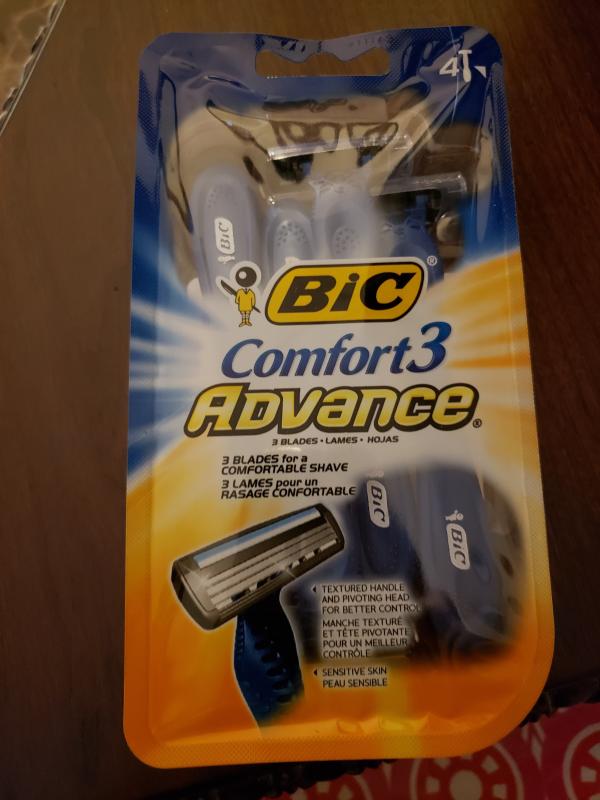 4
BiC
BiC®
Comfort3
ADVANCE®
3 BLADES • LAMES • HOJAS
3 BLADES for a
COMFORTABLE SHAVE
3 LAMES pour un
RASAGE CONFORTABLE
BiC
BiC
TEXTURED HANDLE
AND PIVOTING HEAD
FOR BETTER CONTROL
MANCHE TEXTURÉ
ET TÊTE PIVOTANTE
POUR UN MEILLEUR
CONTRÔLE
SENSITIVE SKIN
PEAU SENSIBLE